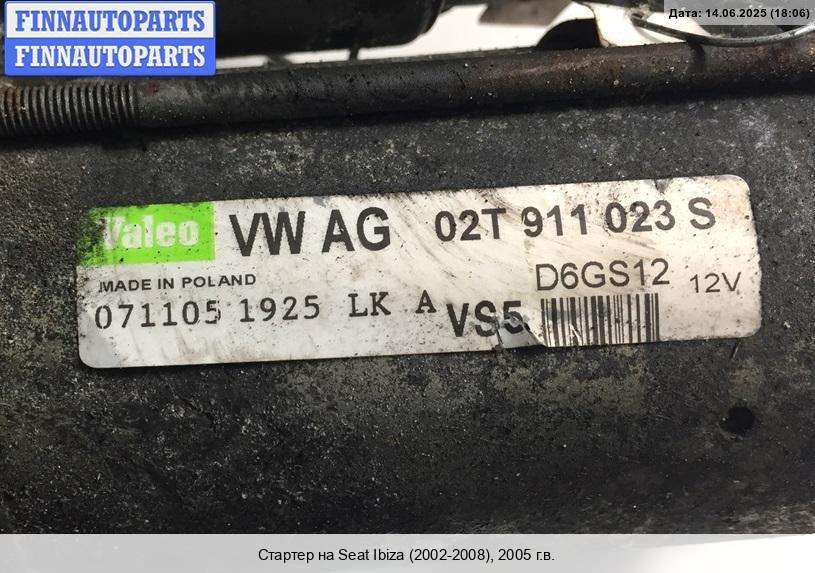 FINNAUTOPARTS
FINNAUTOPARTS
Дата: 14.06.2025 (18:06)
Valeo VW AG 02T 911 023 S
MADE IN POLAND D6GS12 12V
071105 1925 LK A VS5
Стартер на Seat Ibiza (2002-2008), 2005 г.в.